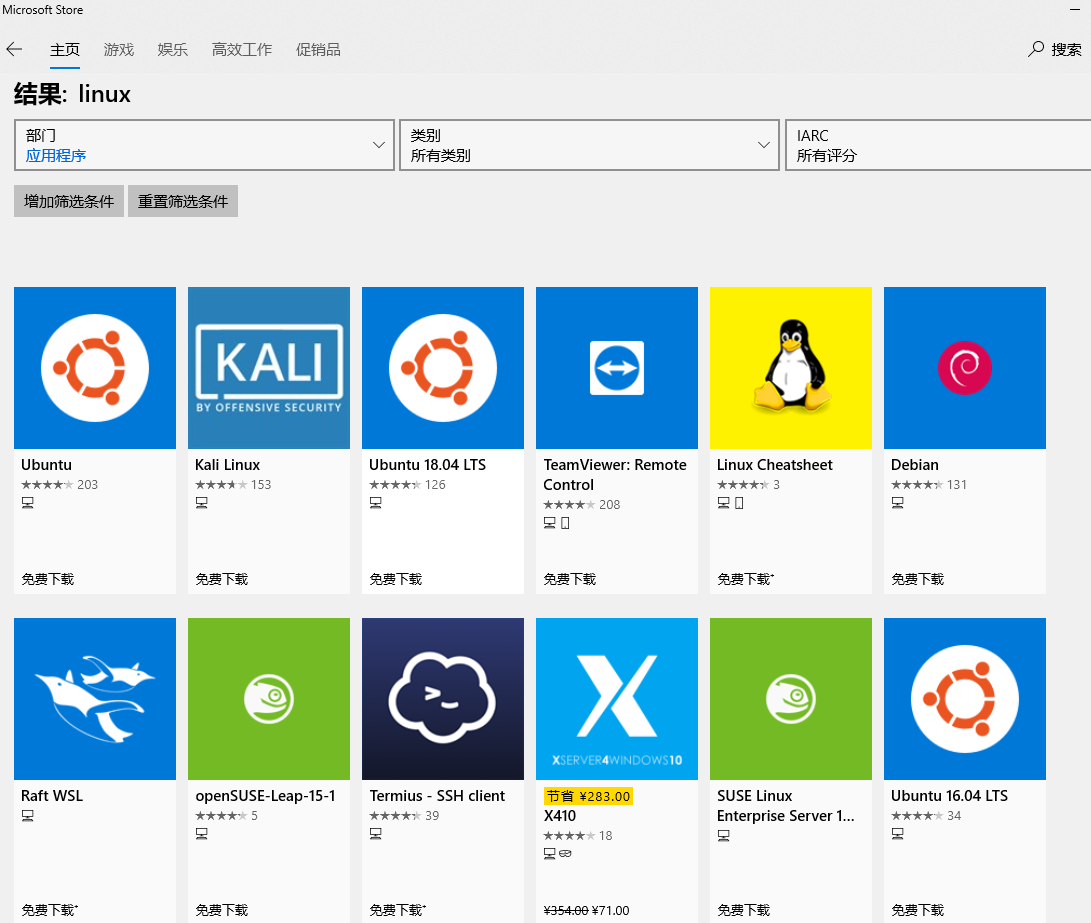 Microsoft Store
主页 游戏 娱乐 高效工作 促销品 搜索
结果: linux
部门 类别 IARC
应用程序 所有类别 所有评分
增加筛选条件 重置筛选条件
KALI
BY OFFENSIVE SECURITY
Ubuntu
203
免费下载
Kali Linux
153
免费下载
Ubuntu 18.04 LTS
126
免费下载
TeamViewer: Remote
Control
208
免费下载
Linux Cheatsheet
3
免费下载+
Debian
131
免费下载
Raft WSL
免费下载+
openSUSE-Leap-15-1
5
免费下载
Termius - SSH client
39
免费下载+
X
XSERVER4WINDOWS10
节省 ¥283.00
X410
18
¥354.00 ¥71.00
SUSE Linux
Enterprise Server 1...
免费下载
Ubuntu 16.04 LTS
34
免费下载